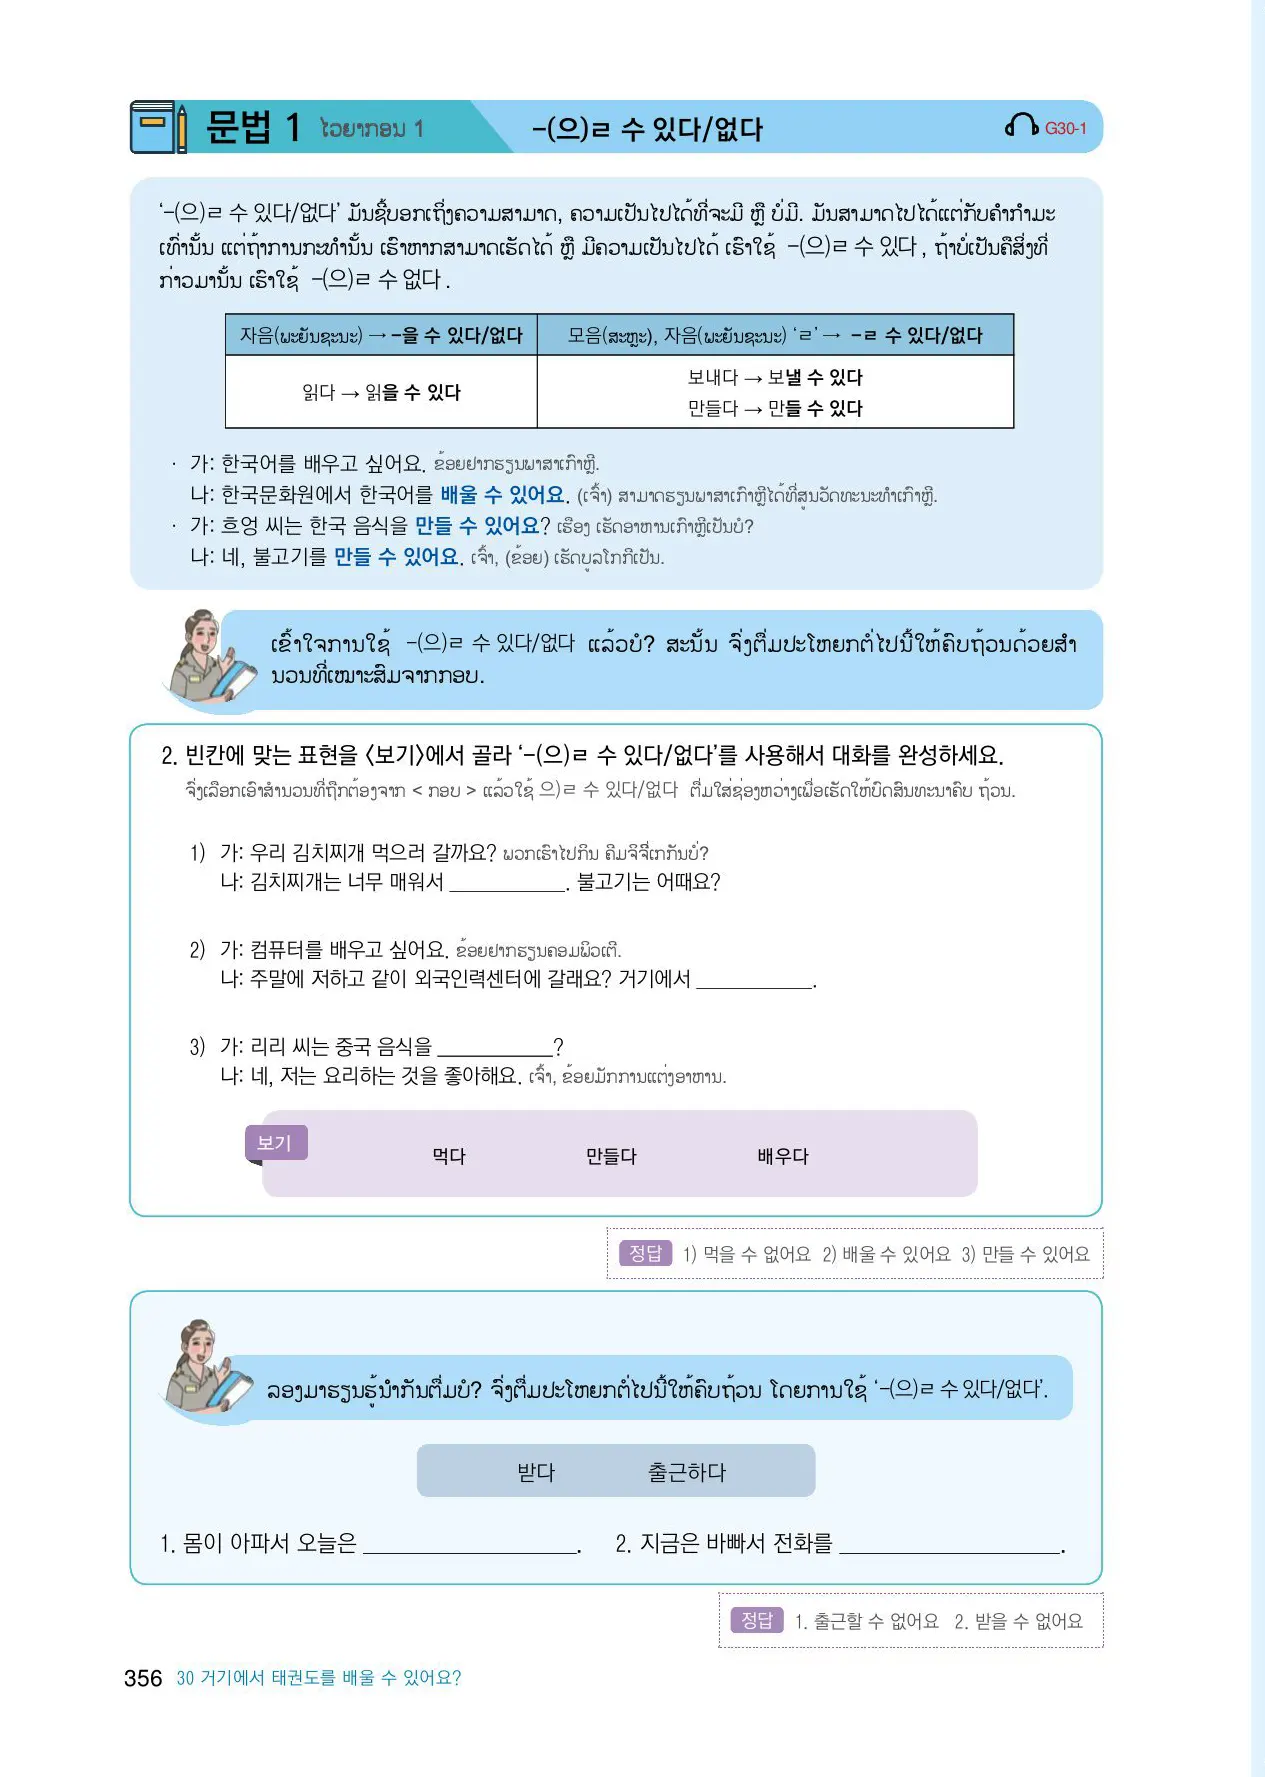 문법 1 ໄວຍາກອນ 1 -(으)ㄹ 수 있다/없다 G30-1
‘-(으)ㄹ 수 있다/없다’ ມັນຊີ້ບອກເຖິ່ງຄວາມສາມາດ, ຄວາມເປັນໄປໄດ້ທີ່ຈະມີ ຫຼື ບໍ່ມີ. ມັນສາມາດໄປໄດ້ແຕ່ກັບຄຳກຳມະ
ເທົ່ານັ້ນ ແຕ່ຖ້າການກະທຳນັ້ນ ເຮົາຫາກສາມາດເຮັດໄດ້ ຫຼື ມີຄວາມເປັນໄປໄດ້ ເຮົາໃຊ້ -(으)ㄹ 수 있다 , ຖ້າບໍ່ເປັນຄືສິ່ງທີ່
ກ່າວມານັ້ນ ເຮົາໃຊ້ -(으)ㄹ 수 없다 .
자음(ພະຍັນຊະນະ) → -을 수 있다/없다 모음(ສະຫຼະ), 자음(ພະຍັນຊະນະ) ‘ㄹ’ → -ㄹ 수 있다/없다
읽다 → 읽을 수 있다
보내다 → 보낼 수 있다
만들다 → 만들 수 있다
· 가: 한국어를 배우고 싶어요. ຂ້ອຍຢາກຮຽນພາສາເກົາຫຼີ.
나: 한국문화원에서 한국어를 배울 수 있어요. (ເຈົ້າ) ສາມາດຮຽນພາສາເກົາຫຼີໄດ້ທີ່ສູນວັດທະນະທຳເກົາຫຼີ.
· 가: 흐엉 씨는 한국 음식을 만들 수 있어요? ເຮືອງ ເຮັດອາຫານເກົາຫຼີເປັນບໍ?
나: 네, 불고기를 만들 수 있어요. ເຈົ້າ, (ຂ້ອຍ) ເຮັດບູລໂກກີເປັນ.
ເຂົ້າໃຈການໃຊ້ -(으)ㄹ 수 있다/없다 ແລ້ວບໍ? ສະນັ້ນ ຈົ່ງຕື່ມປະໂຫຍກຕໍ່ໄປນີ້ໃຫ້ຄົບຖ້ວນດ້ວຍສຳ
ນວນທີ່ເໝາະສົມຈາກກອບ.
2. 빈칸에 맞는 표현을 〈보기〉에서 골라 ‘-(으)ㄹ 수 있다/없다’를 사용해서 대화를 완성하세요.
ຈົ່ງເລືອກເອົາສຳນວນທີ່ຖືກຕ້ອງຈາກ < ກອບ > ແລ້ວໃຊ້ 으)ㄹ 수 있다/없다 ຕື່ມໃສ່ຊ່ອງຫວ່າງເພື່ອເຮັດໃຫ້ບົດສົນທະນາຄົບ ຖ້ວນ.
1) 가: 우리 김치찌개 먹으러 갈까요? ພວກເຮົາໄປກິນ ຄິມຈິຈີ່ເກກັນບໍ່?
나: 김치찌개는 너무 매워서 ___________. 불고기는 어때요?
2) 가: 컴퓨터를 배우고 싶어요. ຂ້ອຍຢາກຮຽນຄອມພິວເຕີ.
나: 주말에 저하고 같이 외국인력센터에 갈래요? 거기에서 ___________.
3) 가: 리리 씨는 중국 음식을 ___________?
나: 네, 저는 요리하는 것을 좋아해요. ເຈົ້າ, ຂ້ອຍມັກການແຕ່ງອາຫານ.
보기 먹다 만들다 배우다
정답 1) 먹을 수 없어요 2) 배울 수 있어요 3) 만들 수 있어요
ລອງມາຮຽນຮູ້ນຳກັນຕື່ມບໍ? ຈົ່ງຕື່ມປະໂຫຍກຕໍ່ໄປນີ້ໃຫ້ຄົບຖ້ວນ ໂດຍການໃຊ້ ‘-(으)ㄹ 수 있다/없다’.
받다 출근하다
1. 몸이 아파서 오늘은 ____________________. 2. 지금은 바빠서 전화를 ____________________.
정답 1. 출근할 수 없어요 2. 받을 수 없어요
356 30 거기에서 태권도를 배울 수 있어요?